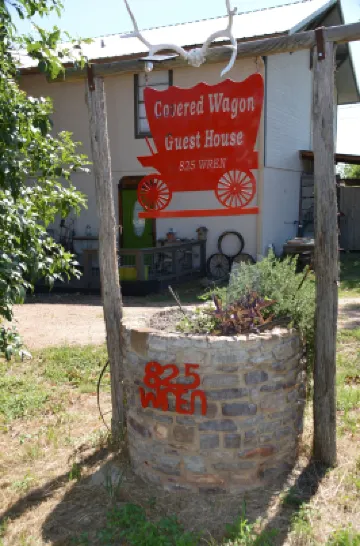 Covered Wagon
Guest House
825 WREN
825
WREN